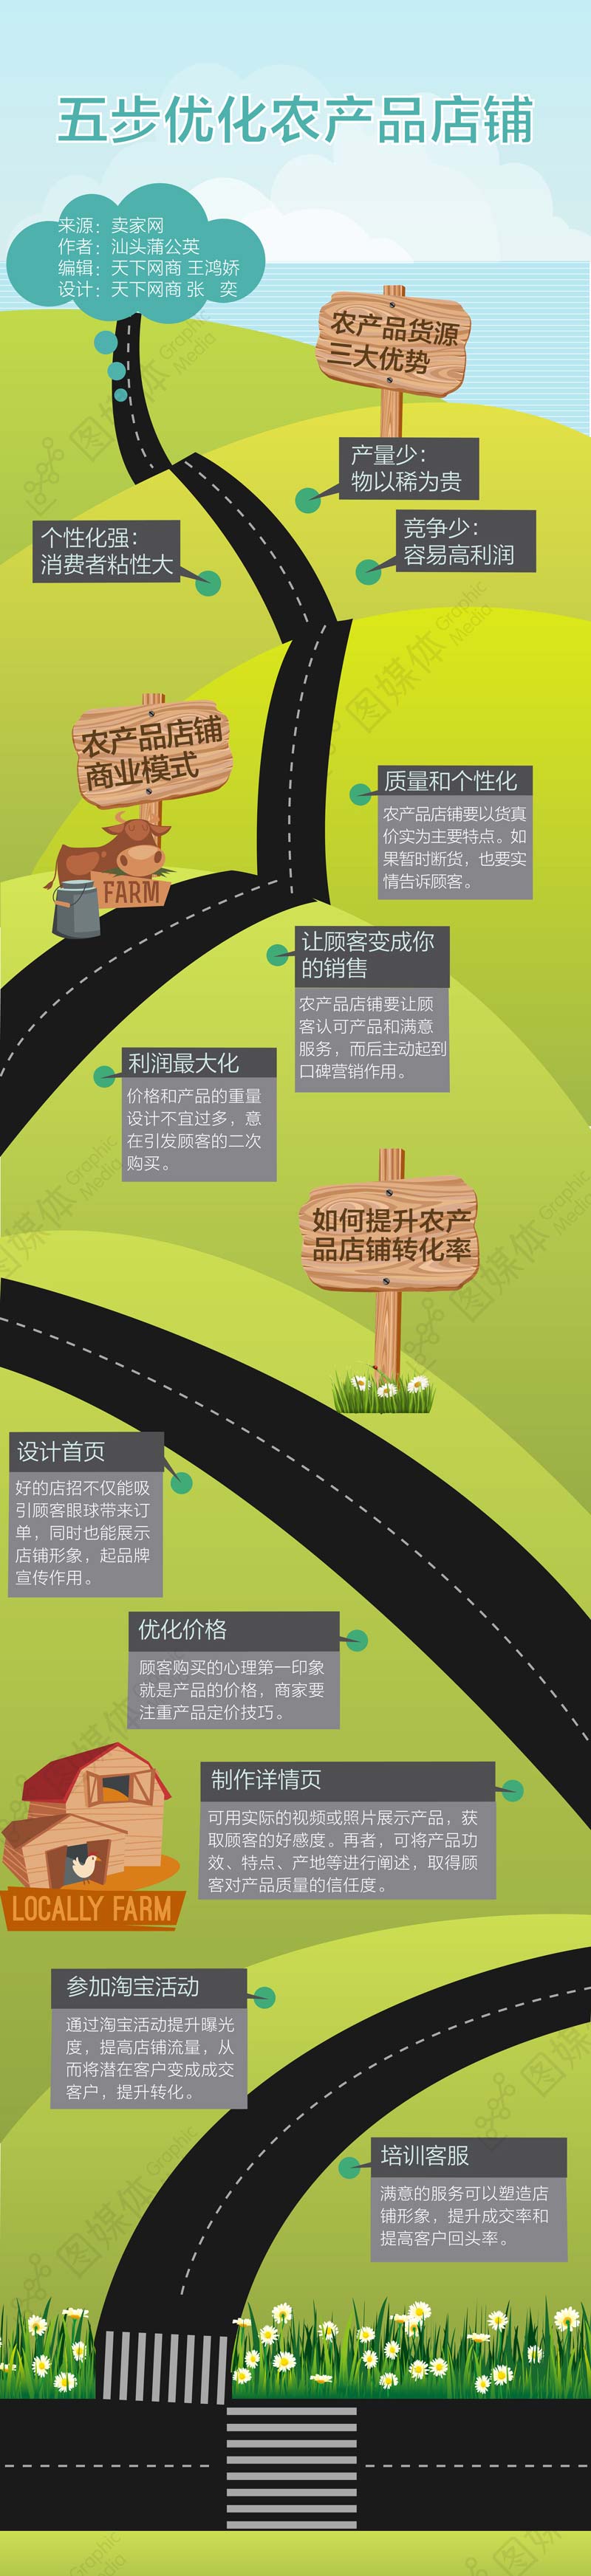 五步优化农产品店铺
来源：卖家网
作者：汕头蒲公英
编辑：天下网商 王鸿娇
设计：天下网商 张 奕
农产品货源
三大优势
产量少：
物以稀为贵
竞争少：
容易高利润
个性化强：
消费者粘性大
农产品店铺
商业模式
FARM
质量和个性化
农产品店铺要以货真
价实为主要特点。如
果暂时断货，也要实
情告诉顾客。
让顾客变成你
的销售
农产品店铺要让顾
客认可产品和满意
服务，而后主动起到
口碑营销作用。
利润最大化
价格和产品的重量
设计不宜过多，意
在引发顾客的二次
购买。
如何提升农产
品店铺转化率
设计首页
好的店招不仅能吸
引顾客眼球带来订
单，同时也能展示
店铺形象，起品牌
宣传作用。
优化价格
顾客购买的心理第一印象
就是产品的价格，商家要
注重产品定价技巧。
制作详情页
可用实际的视频或照片展示产品，获
取顾客的好感度。再者，可将产品功
效、特点、产地等进行阐述，取得顾
客对产品质量的信任度。
LOCALLY FARM
参加淘宝活动
通过淘宝活动提升曝光
度，提高店铺流量，从
而将潜在客户变成成交
客户，提升转化。
培训客服
满意的服务可以塑造店
铺形象，提升成交率和
提高客户回头率。
图媒体
Graphic
Media